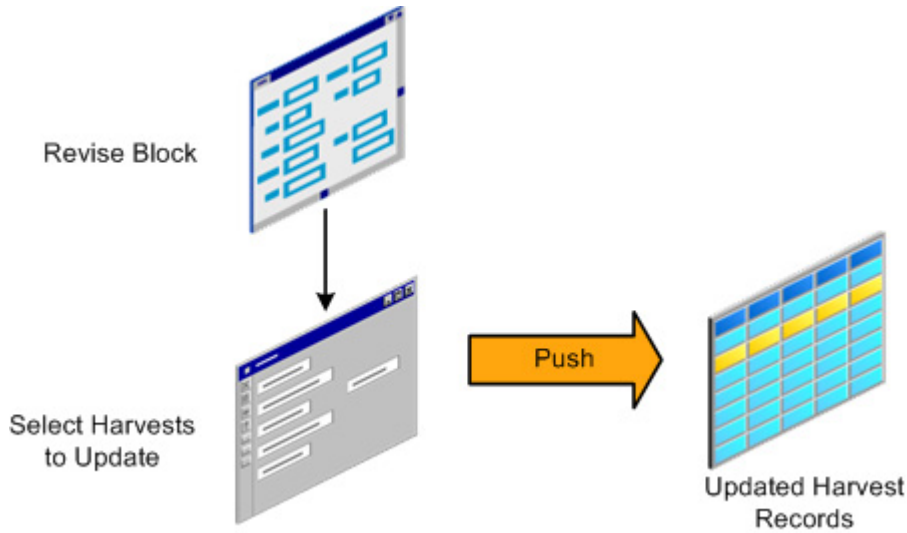 Revise Block
Push
Select Harvests
to Update
Updated Harvest
Records